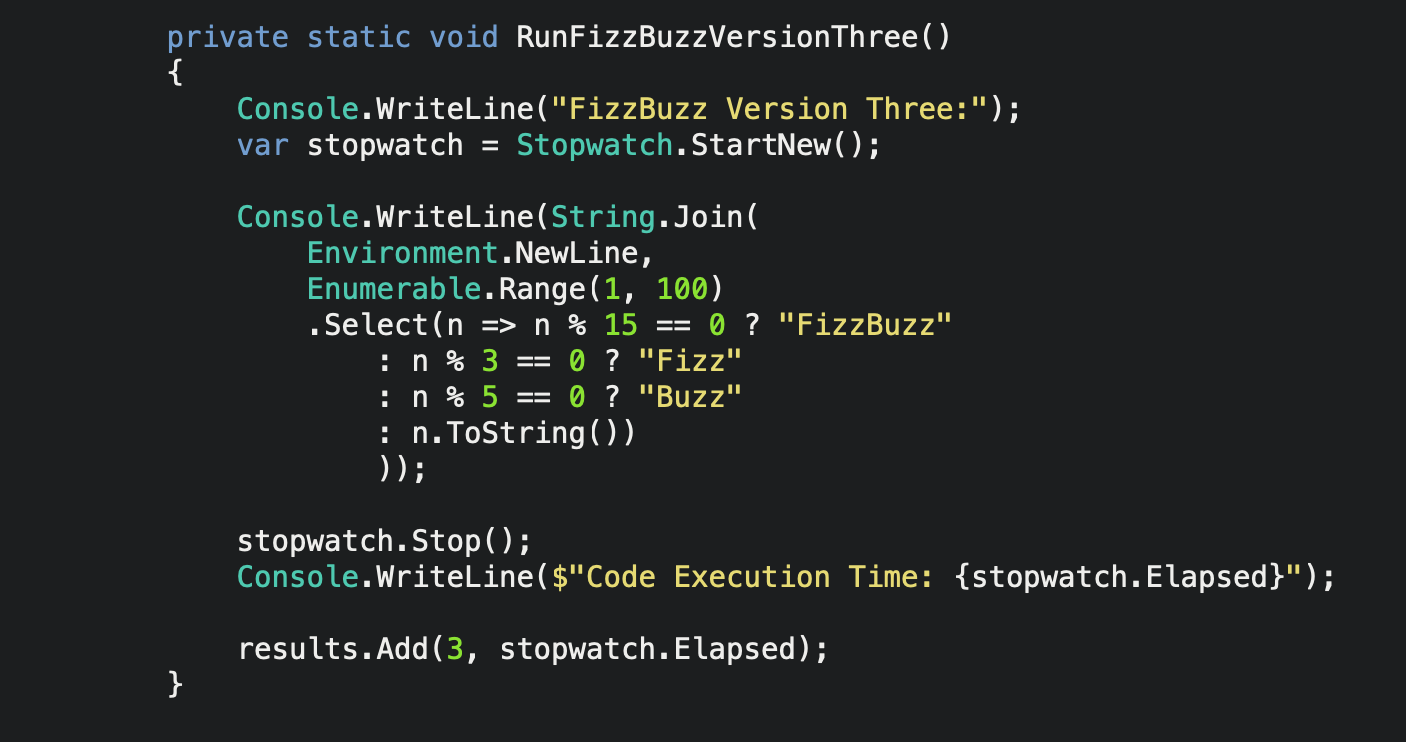 private static void RunFizzBuzzVersionThree()
{
    Console.WriteLine("FizzBuzz Version Three:");
    var stopwatch = Stopwatch.StartNew();

    Console.WriteLine(String.Join(
        Environment.NewLine,
        Enumerable.Range(1, 100)
        .Select(n => n % 15 == 0 ? "FizzBuzz"
            : n % 3 == 0 ? "Fizz"
            : n % 5 == 0 ? "Buzz"
            : n.ToString())
            ));

    stopwatch.Stop();
    Console.WriteLine($"Code Execution Time: {stopwatch.Elapsed}");

    results.Add(3, stopwatch.Elapsed);
}